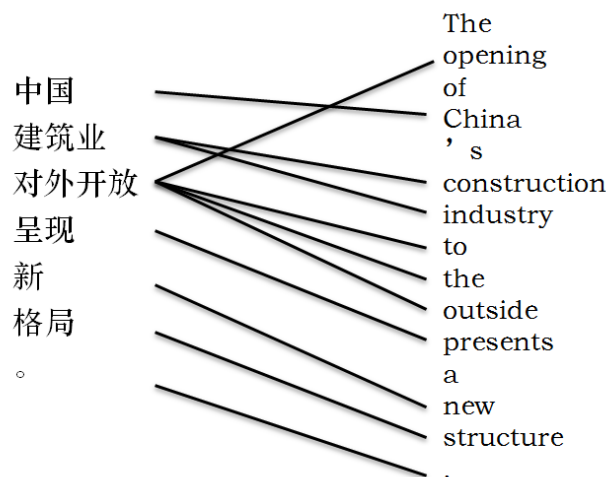 中国
建筑业
对外开放
呈现
新
格局
。
The
opening
of
China
’s
construction
industry
to
the
outside
presents
a
new
structure
.